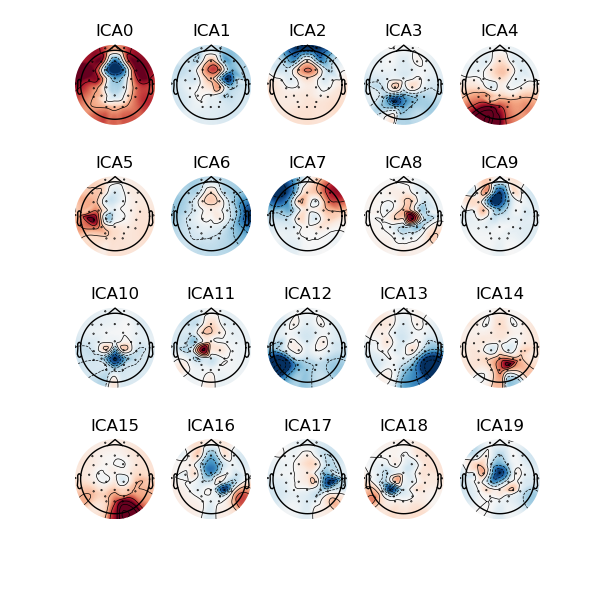 ICA0 ICA1 ICA2 ICA3 ICA4
ICA5 ICA6 ICA7 ICA8 ICA9
ICA10 ICA11 ICA12 ICA13 ICA14
ICA15 ICA16 ICA17 ICA18 ICA19